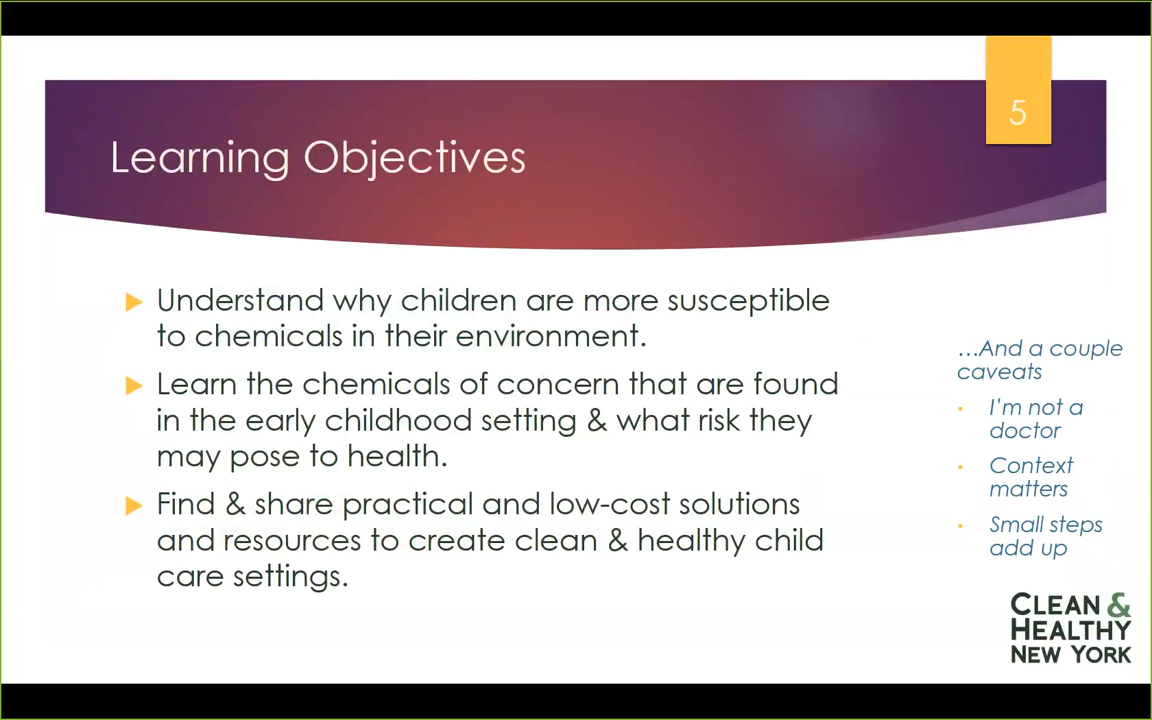 5
Learning Objectives
Understand why children are more susceptible
to chemicals in their environment.
Learn the chemicals of concern that are found
in the early childhood setting & what risk they
may pose to health.
Find & share practical and low-cost solutions
and resources to create clean & healthy child
care settings.
…And a couple
caveats
I'm not a
doctor
Context
matters
Small steps
add up
CLEAN &
HEALTHY
NEW YORK